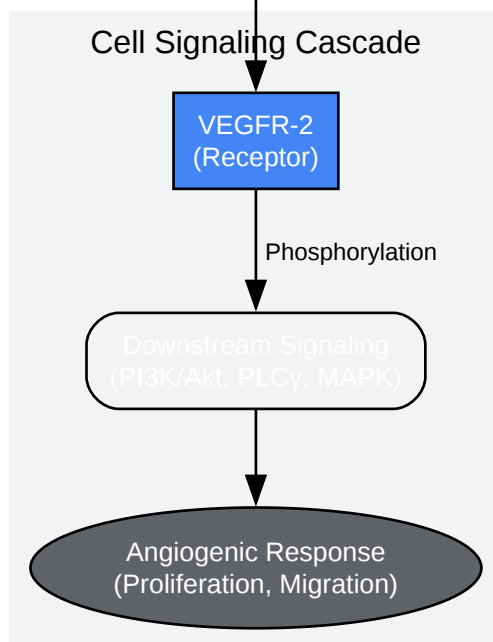 Cell Signaling Cascade
VEGFR-2
(Receptor)
Phosphorylation
Downstream Signaling
(PI3K/Akt, PLCγ, MAPK)
Angiogenic Response
(Proliferation, Migration)